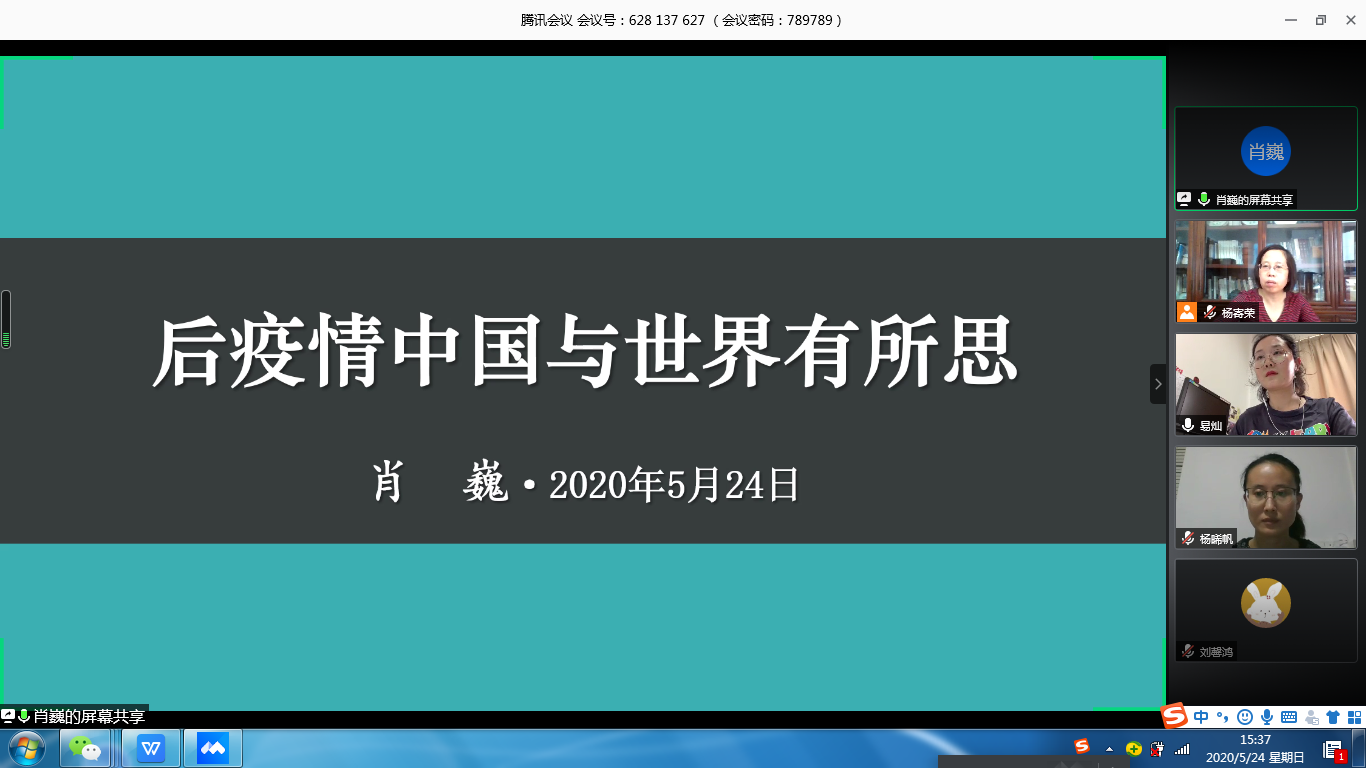 腾讯会议 会议号：628 137 627 （会议密码：789789）
后疫情中国与世界有所思
肖 巍·2020年5月24日
肖巍
肖巍的屏幕共享
杨寄荣
易灿
杨晞帆
刘馨鸿
肖巍的屏幕共享
中
15:37
2020/5/24 星期日
1